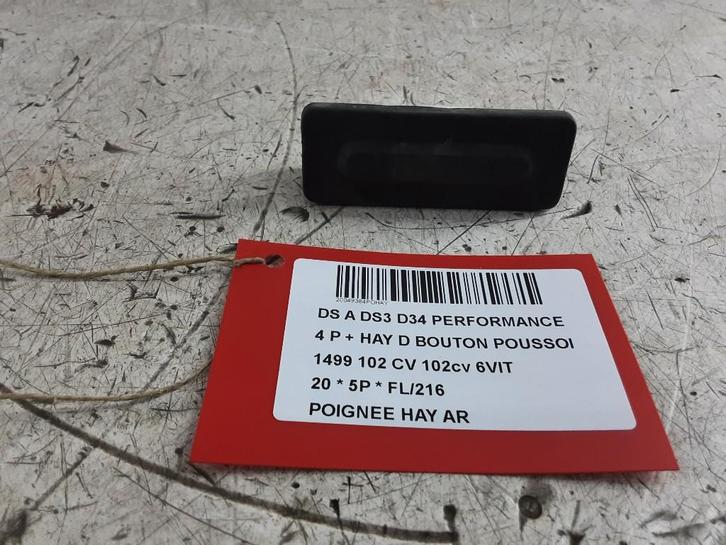 DS A DS3 D34 PERFORMANCE
4 P + HAY D BOUTON POUSSOI
1499 102 CV 102cv 6VIT
20 * 5P * FL/216
POIGNEE HAY AR